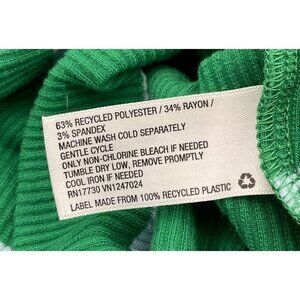 63% RECYCLED POLYESTER / 34% RAYON /
3% SPANDEX
MACHINE WASH COLD SEPARATELY
GENTLE CYCLE
ONLY NON-CHLORINE BLEACH IF NEEDED
TUMBLE DRY LOW, REMOVE PROMPTLY
COOL IRON IF NEEDED
RN17730 VN1247024
LABEL MADE FROM 100% RECYCLED PLASTIC